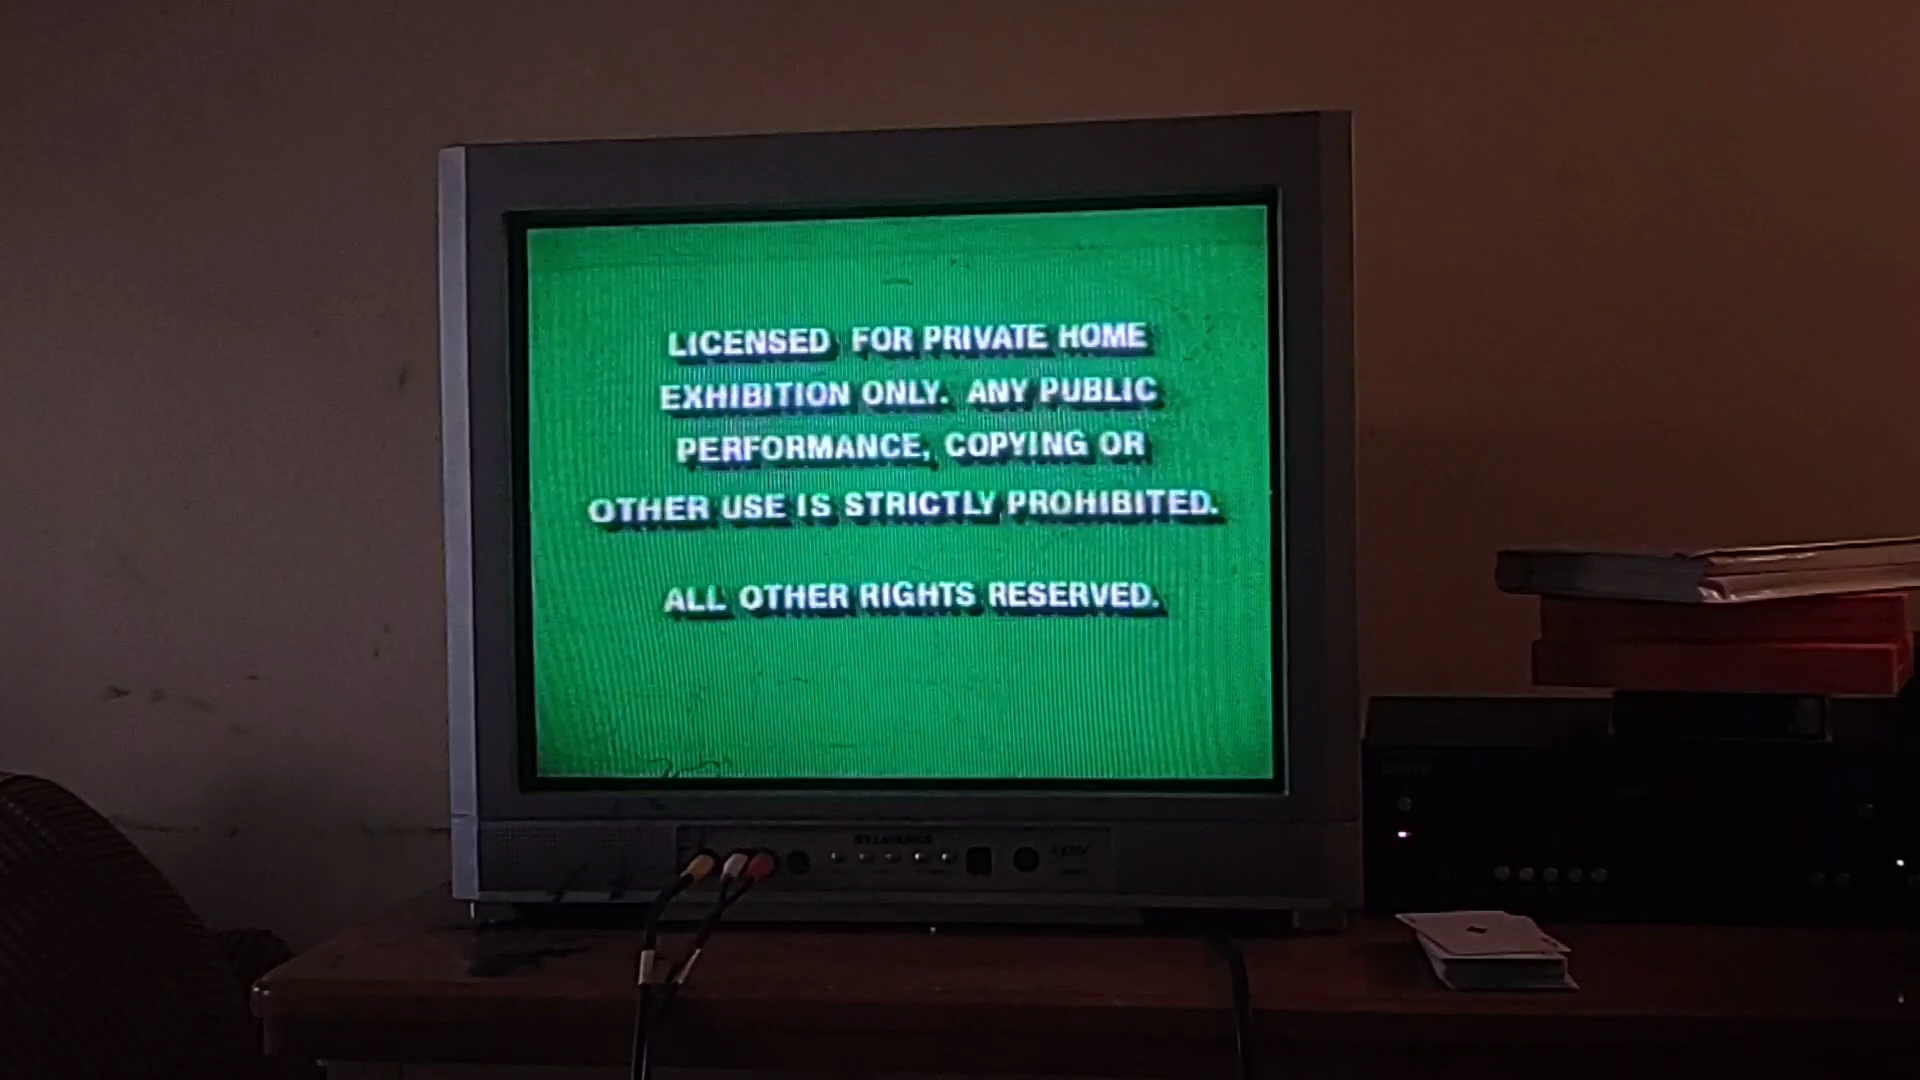 LICENSED FOR PRIVATE HOME
EXHIBITION ONLY. ANY PUBLIC
PERFORMANCE, COPYING OR
OTHER USE IS STRICTLY PROHIBITED.
ALL OTHER RIGHTS RESERVED.
SYLVANIA